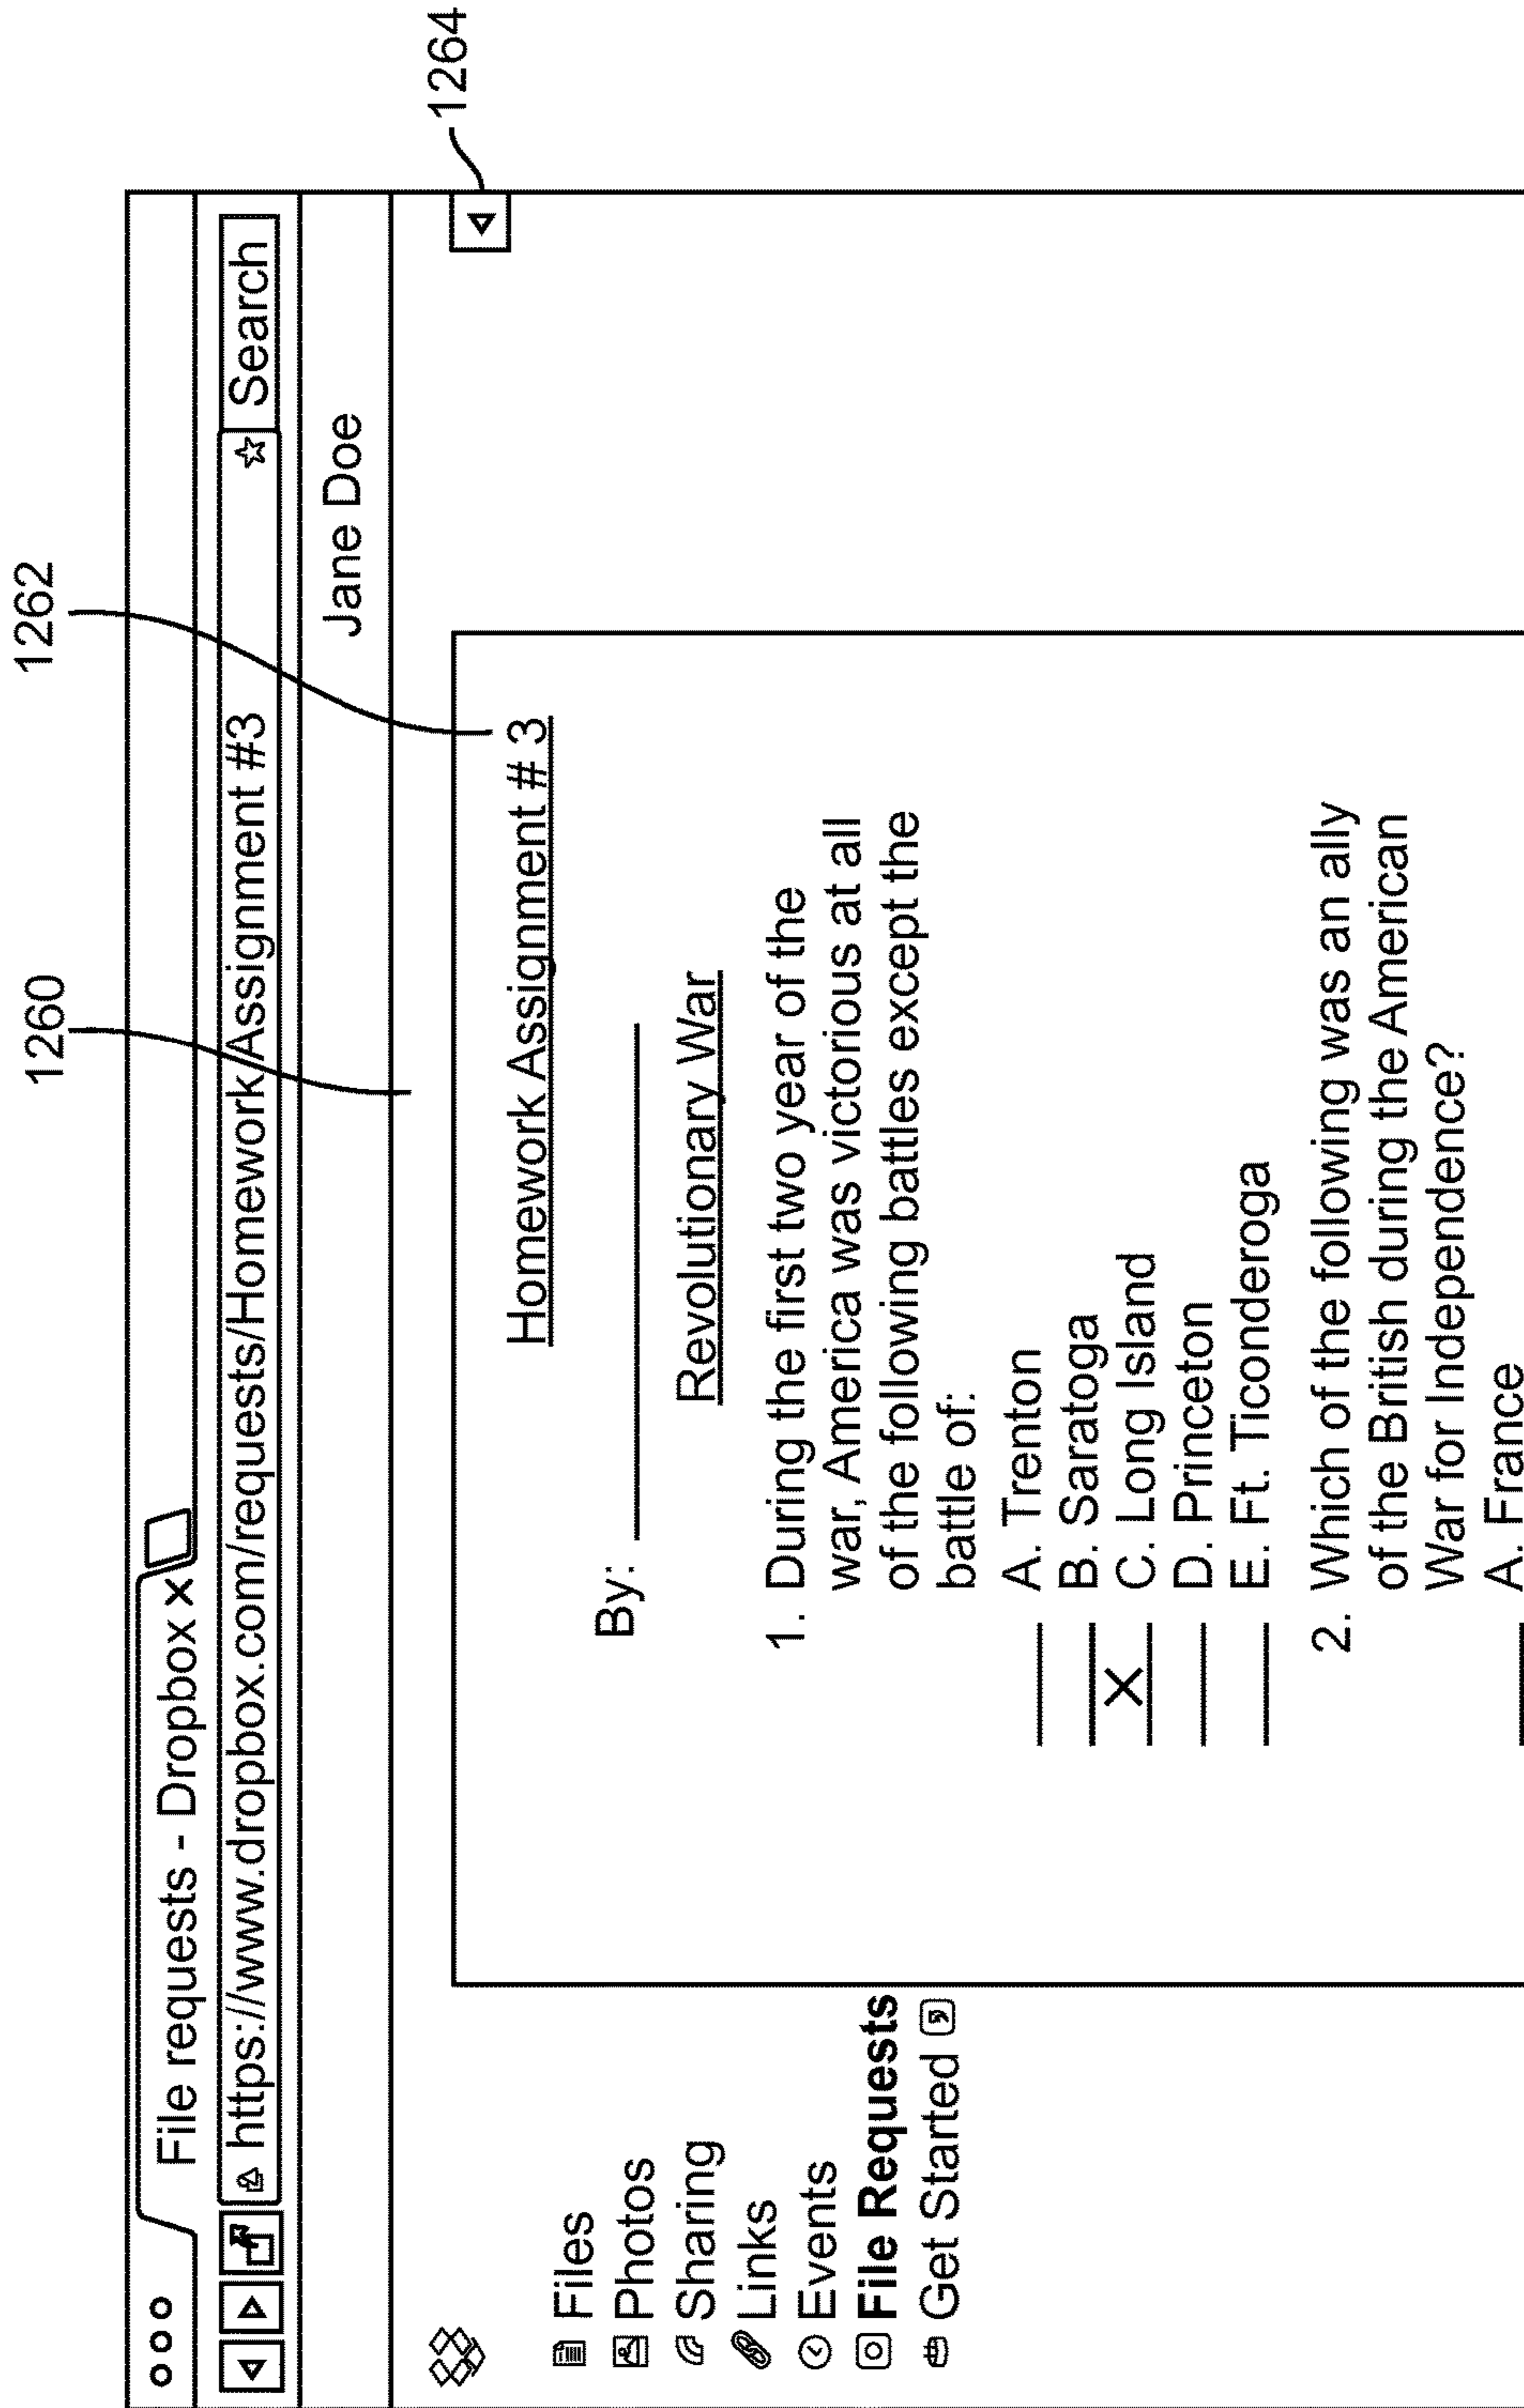 1260
1262
1264
File requests - Dropbox x
https://www.dropbox.com/requests/HomeworkAssignment #3
Search
Jane Doe
Files
Photos
Sharing
Links
Events
File Requests
Get Started
Homework Assignment # 3
By:
Revolutionary War
1. During the first two year of the
war, America was victorious at all
of the following battles except the
battle of:
A. Trenton
B. Saratoga
X C. Long Island
D. Princeton
E. Ft. Ticonderoga
2. Which of the following was an ally
of the British during the American
War for Independence?
A. France